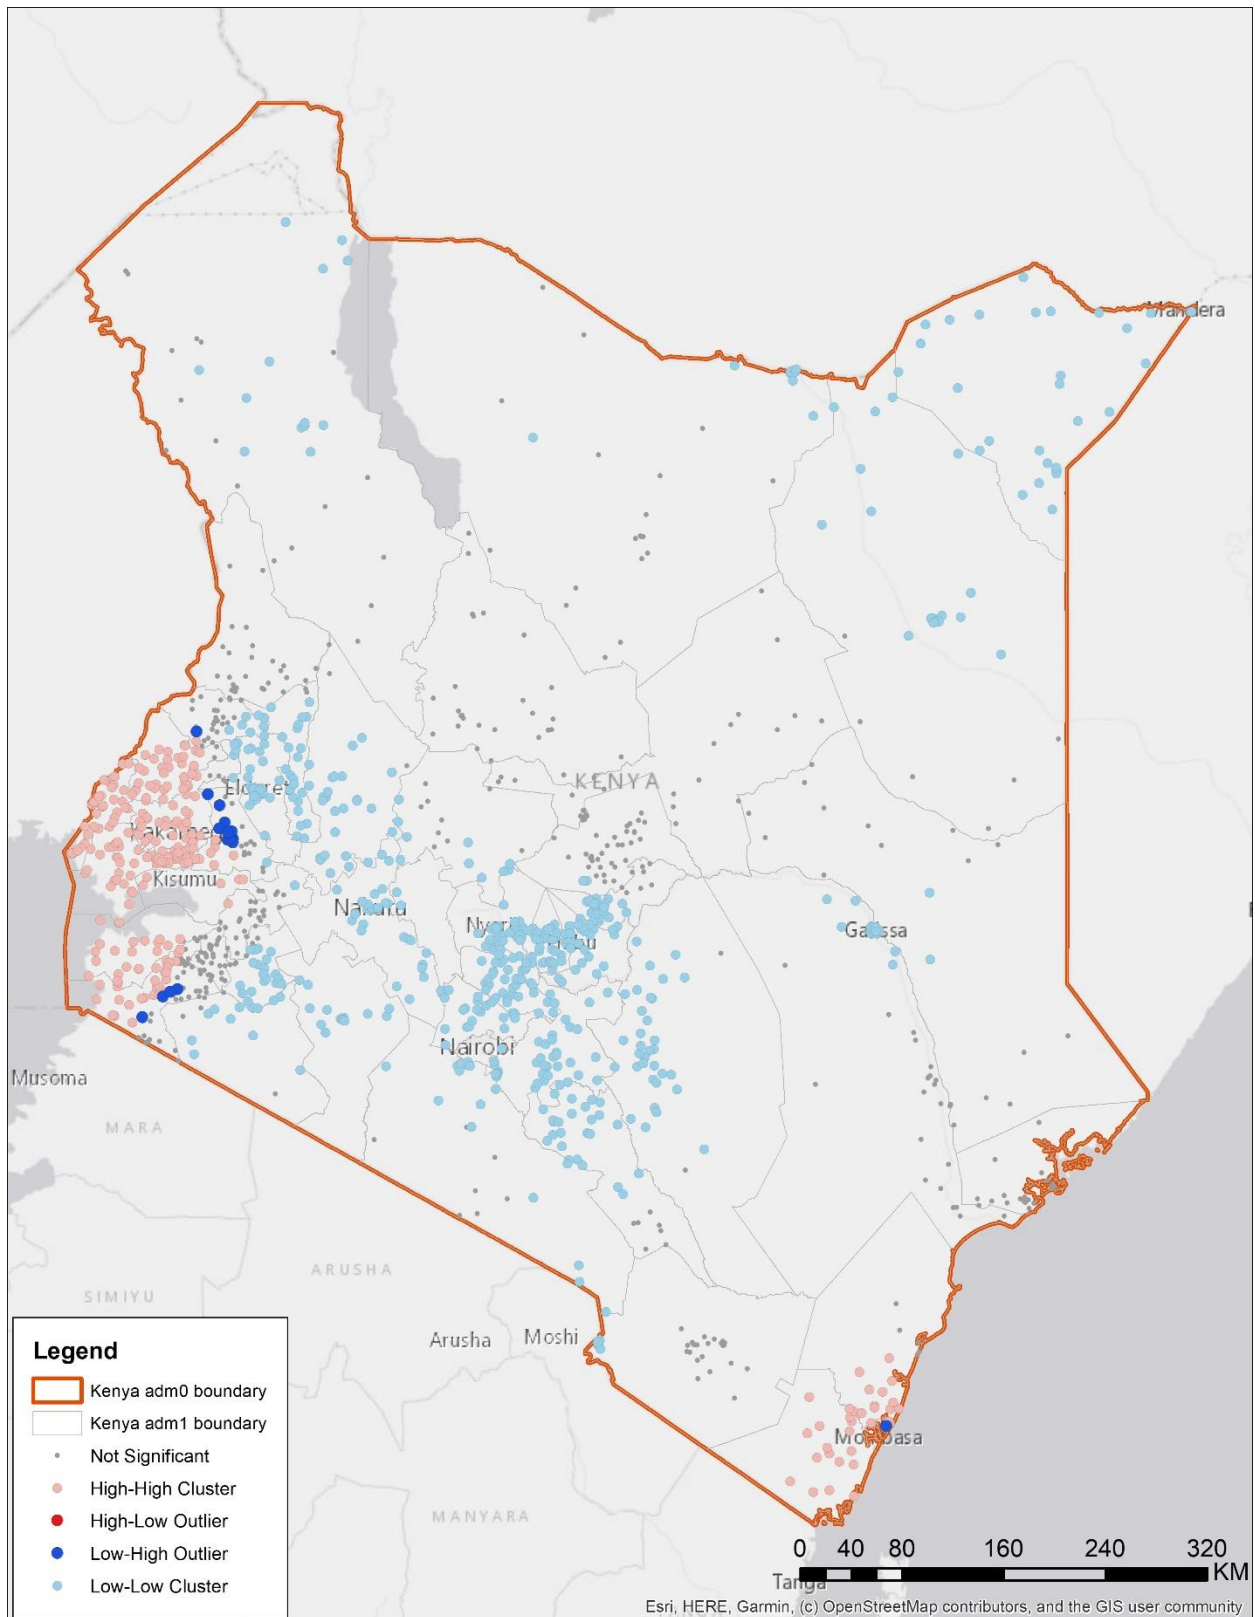 Mandera
KENYA
Eldoret
Kakamega
Kisumu
Nakuru
Nyeri
Embu
Garissa
Nairobi
Musoma
MARA
ARUSHA
SIMIYU
Arusha
Moshi
Mombasa
MANYARA
Tanga
Legend
Kenya adm0 boundary
Kenya adm1 boundary
Not Significant
High-High Cluster
High-Low Outlier
Low-High Outlier
Low-Low Cluster
0 40 80 160 240 320
KM
Esri, HERE, Garmin, (c) OpenStreetMap contributors, and the GIS user community